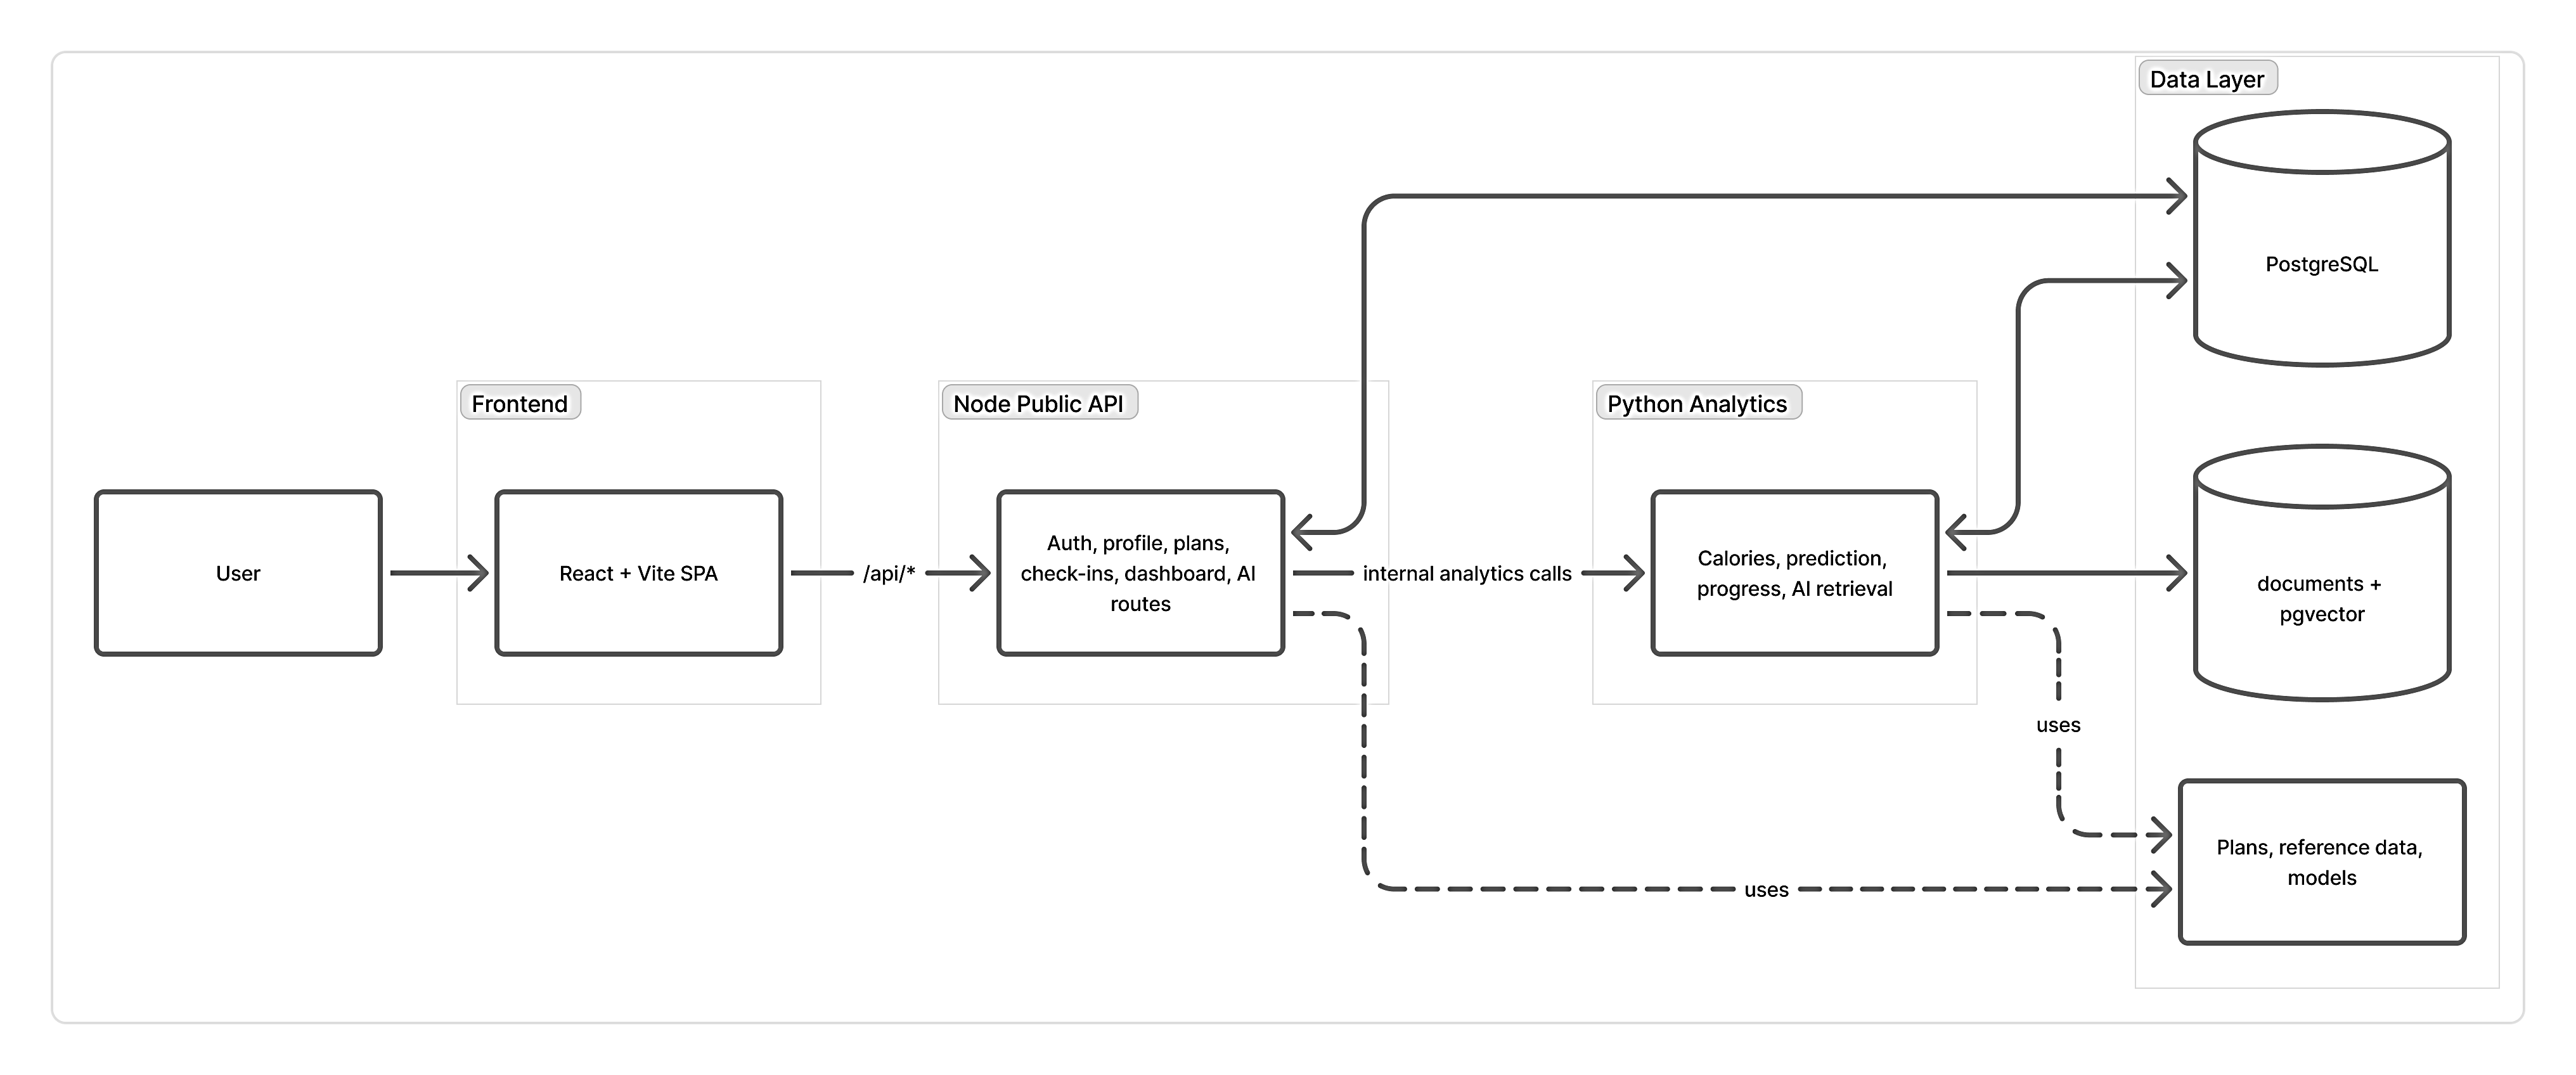 Data Layer
PostgreSQL
Frontend
Node Public API
Python Analytics
User
React + Vite SPA
/api/*
Auth, profile, plans,
check-ins, dashboard, AI
routes
internal analytics calls
Calories, prediction,
progress, AI retrieval
documents +
pgvector
uses
Plans, reference data,
models
uses